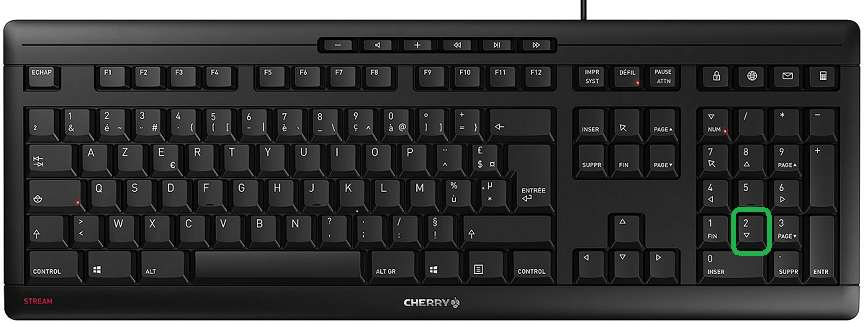 ECHAP F1 F2 F3 F4 F5 F6 F7 F8 F9 F10 F11 F12 IMPR SYST DÉFIL PAUSE ATTN
² 1 & 2 é ~ 3 " # 4 ' { 5 ( [ 6 - | 7 è ` 8 _ \ 9 ç ^ 0 à @ ° ) ] + = } INSER PAGE NUM / * -
A Z E € R T Y U I O P ¨ ^ £ $ ¤ ENTRÉE SUPPR FIN PAGE 7 8 9 PAGE +
Q S D F G H J K L M % ù µ * 4 5 6
> < W X C V B N ? , . ; / : § ! 1 FIN 2 3 PAGE
CONTROL ALT ALT GR CONTROL 0 INSER . SUPPR ENTR
STREAM
CHERRY